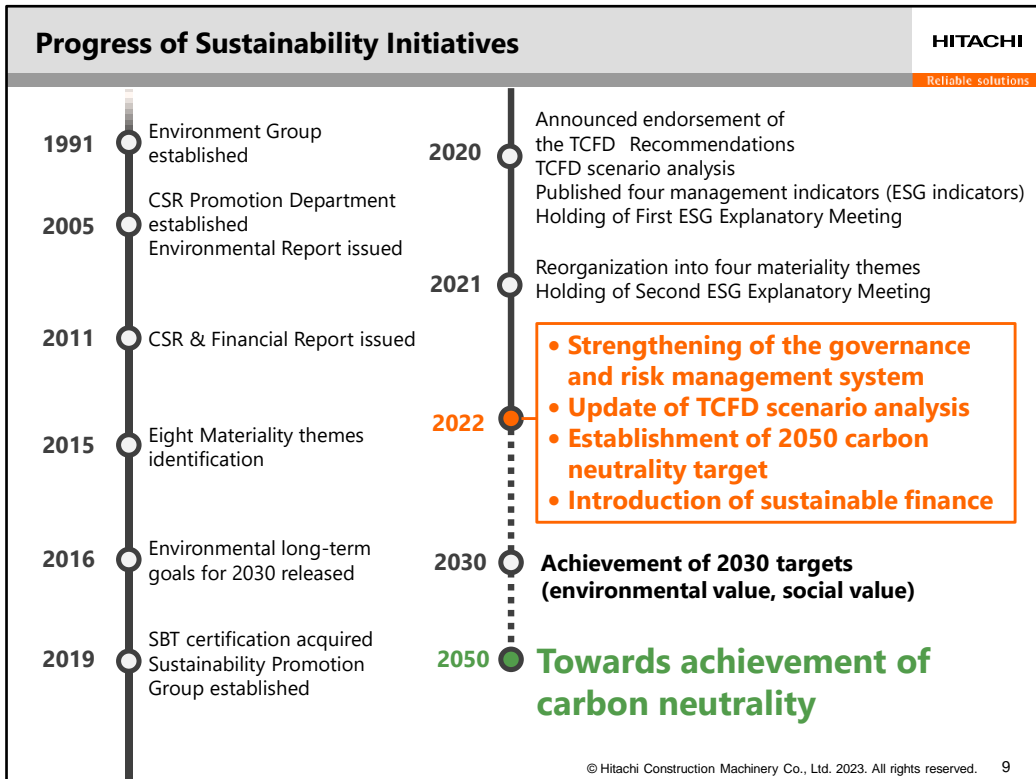 Progress of Sustainability Initiatives
HITACHI
Reliable solutions
1991
Environment Group
established
2005
CSR Promotion Department
established
Environmental Report issued
2011
CSR & Financial Report issued
2015
Eight Materiality themes
identification
2016
Environmental long-term
goals for 2030 released
2019
SBT certification acquired
Sustainability Promotion
Group established
2020
Announced endorsement of
the TCFD Recommendations
TCFD scenario analysis
Published four management indicators (ESG indicators)
Holding of First ESG Explanatory Meeting
2021
Reorganization into four materiality themes
Holding of Second ESG Explanatory Meeting
2022
• Strengthening of the governance
and risk management system
• Update of TCFD scenario analysis
• Establishment of 2050 carbon
neutrality target
• Introduction of sustainable finance
2030
Achievement of 2030 targets
(environmental value, social value)
2050
Towards achievement of
carbon neutrality
© Hitachi Construction Machinery Co., Ltd. 2023. All rights reserved. 9